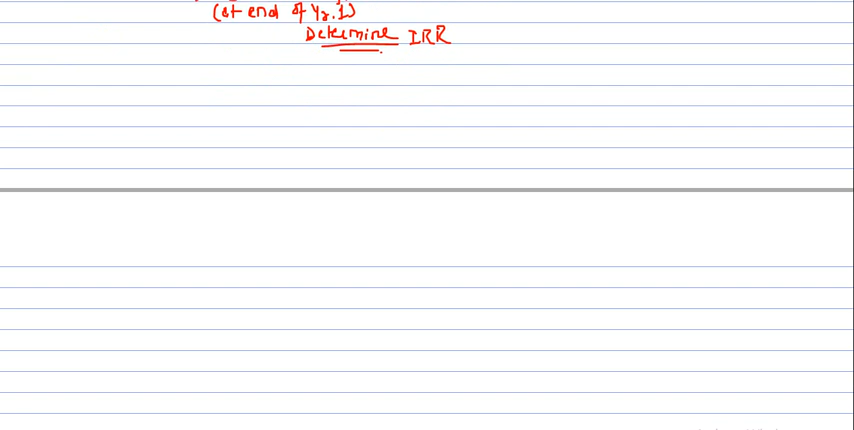 (at end of Yr. 1)
Determine IRR